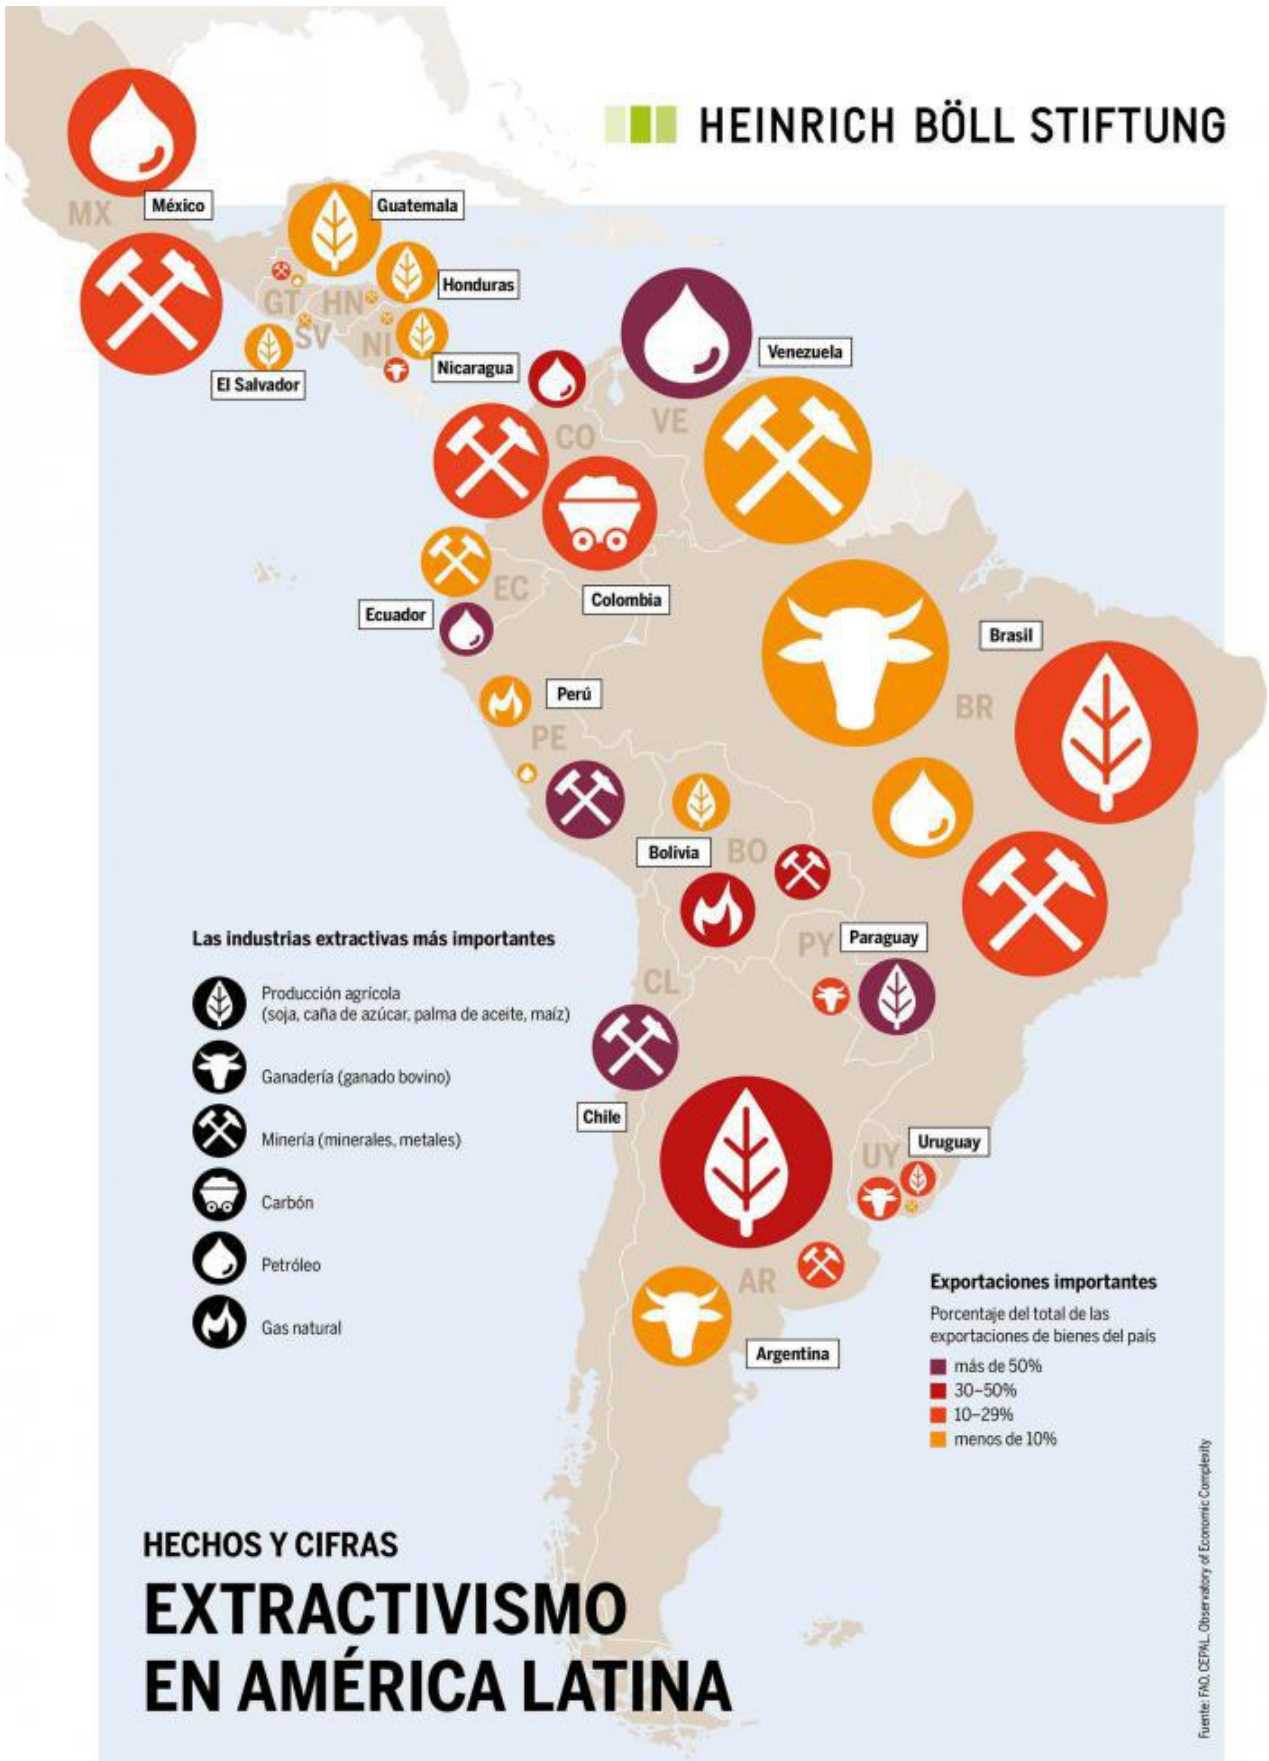 HEINRICH BÖLL STIFTUNG
MX
México
Guatemala
Honduras
GT
HN
SV
NI
Nicaragua
El Salvador
Venezuela
VE
CO
EC
Colombia
Ecuador
Brasil
BR
Perú
PE
Bolivia
BO
PY
Paraguay
CL
Chile
UY
Uruguay
AR
Argentina
Las industrias extractivas más importantes
Producción agrícola
(soja, caña de azúcar, palma de aceite, maíz)
Ganadería (ganado bovino)
Minería (minerales, metales)
Carbón
Petróleo
Gas natural
Exportaciones importantes
Porcentaje del total de las
exportaciones de bienes del país
más de 50%
30–50%
10–29%
menos de 10%
HECHOS Y CIFRAS
EXTRACTIVISMO
EN AMÉRICA LATINA
Fuente: FAO, CEPAL, Observatory of Economic Complexity